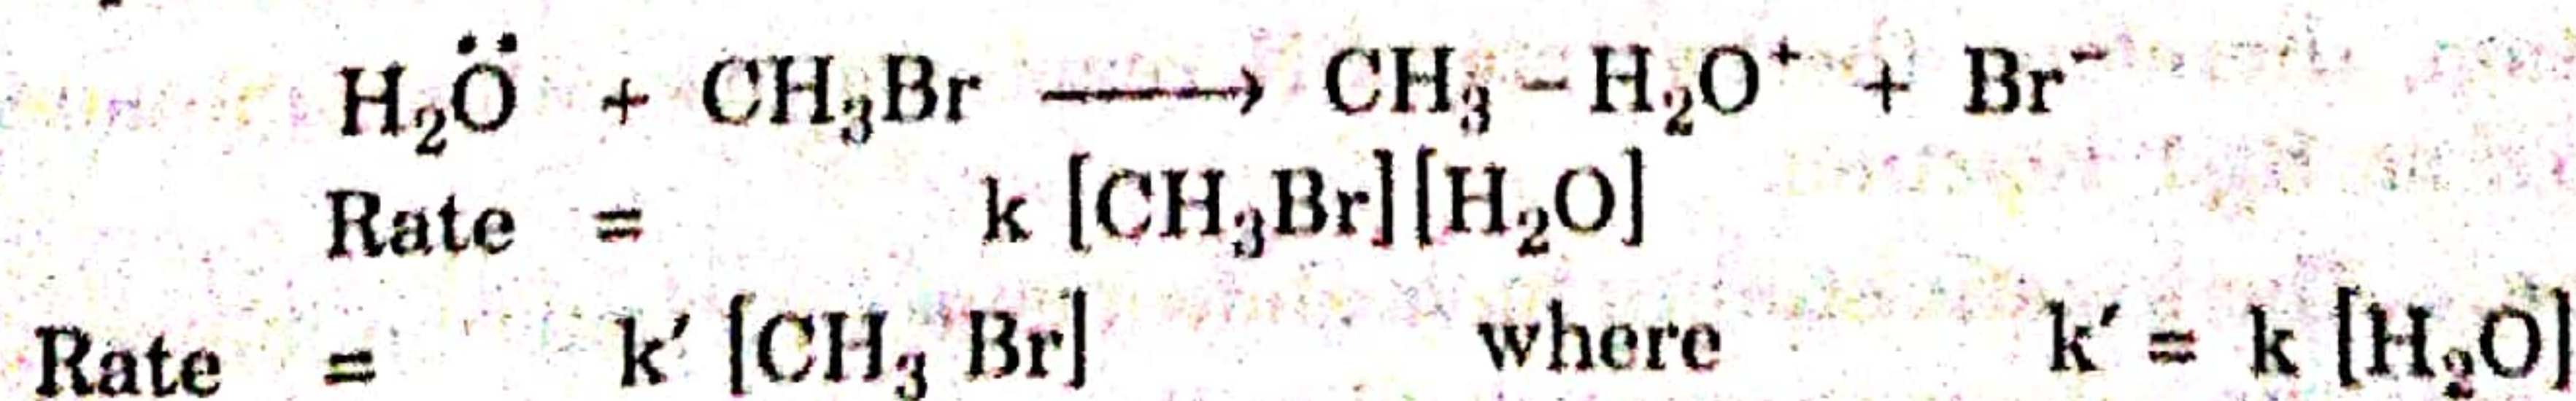 H₂Ö + CH₃Br ⟶ CH₃ – H₂O⁺ + Br⁻
Rate = k [CH₃Br][H₂O]
Rate = k′ [CH₃ Br] where k′ = k [H₂O]